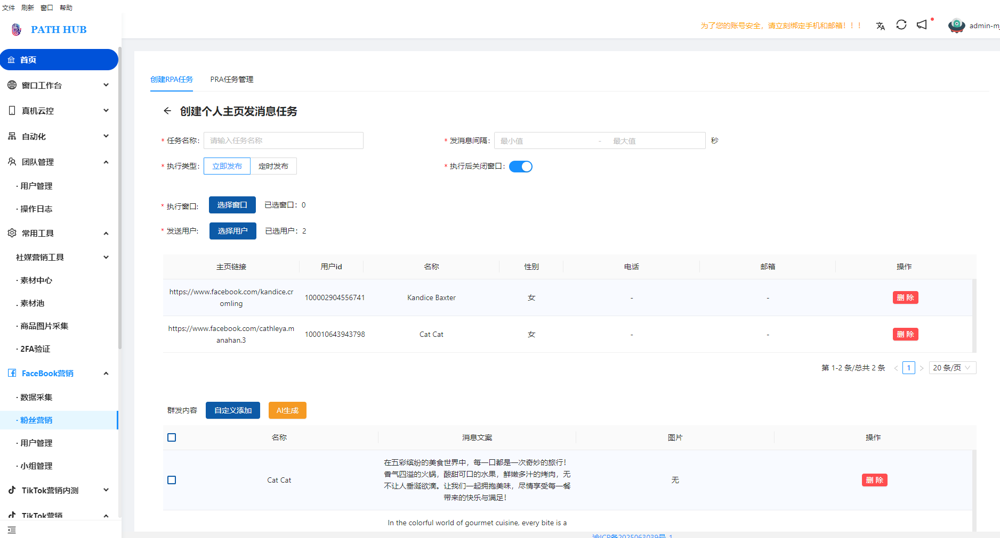 文件 刷新 窗口 帮助
PATH HUB
为了您的账号安全，请立刻绑定手机和邮箱！！！
admin-m
首页
窗口工作台
真机云控
自动化
团队管理
· 用户管理
· 操作日志
常用工具
社媒营销工具
· 素材中心
. 素材池
· 商品图片采集
· 2FA验证
FaceBook营销
· 数据采集
· 粉丝营销
· 用户管理
· 小组管理
TikTok营销内测
TikTok营销
创建RPA任务 PRA任务管理
创建个人主页发消息任务
* 任务名称： 请输入任务名称
* 发消息间隔： 最小值 - 最大值 秒
* 执行类型： 立即发布 定时发布
* 执行后关闭窗口：
* 执行窗口: 选择窗口 已选窗口：0
* 发送用户: 选择用户 已选用户：2
主页链接 用户id 名称 性别 电话 邮箱 操作
https://www.facebook.com/kandice.cr
omling
100002904556741 Kandice Baxter 女 - - 删 除
https://www.facebook.com/cathleya.m
anahan.3
100010643943798 Cat Cat 女 - - 删 除
第 1-2 条/总共 2 条 < 1 > 20 条/页
群发内容 自定义添加 AI生成
名称 消息文案 图片 操作
Cat Cat
在五彩缤纷的美食世界中，每一口都是一次奇妙的旅行！
香气四溢的火锅，酸甜可口的水果，鲜嫩多汁的烤肉，无
不让人垂涎欲滴。让我们一起拥抱美味，尽情享受每一餐
带来的快乐与满足！
无 删 除
In the colorful world of gourmet cuisine, every bite is a
渝ICP备2025063039号-1